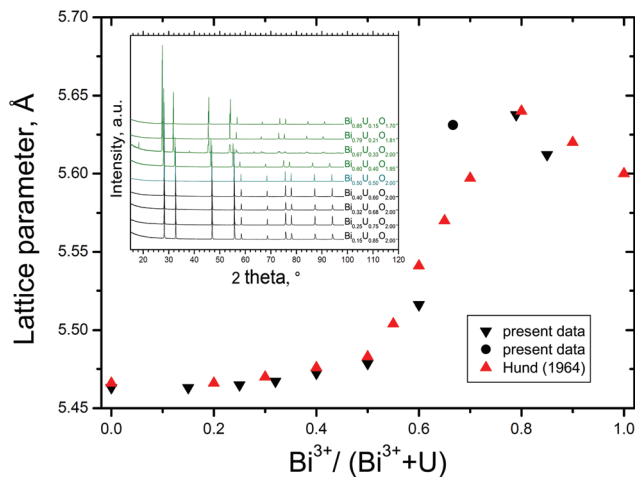 5.70
5.65
5.60
5.55
5.50
5.45
Lattice parameter, Å
0.0 0.2 0.4 0.6 0.8 1.0
Bi³⁺/ (Bi³⁺+U)
Intensity, a.u.
Bi₀.₈₅U₀.₁₅O₁.₇₀
Bi₀.₇₉U₀.₂₁O₁.₈₁
Bi₀.₆₇U₀.₃₃O₂.₀₀
Bi₀.₆₀U₀.₄₀O₁.₉₅
Bi₀.₅₀U₀.₅₀O₂.₀₀
Bi₀.₄₀U₀.₆₀O₂.₀₀
Bi₀.₃₂U₀.₆₈O₂.₀₀
Bi₀.₂₅U₀.₇₅O₂.₀₀
Bi₀.₁₅U₀.₈₅O₂.₀₀
20 30 40 50 60 70 80 90 100 110 120
2 theta, °
present data
present data
Hund (1964)